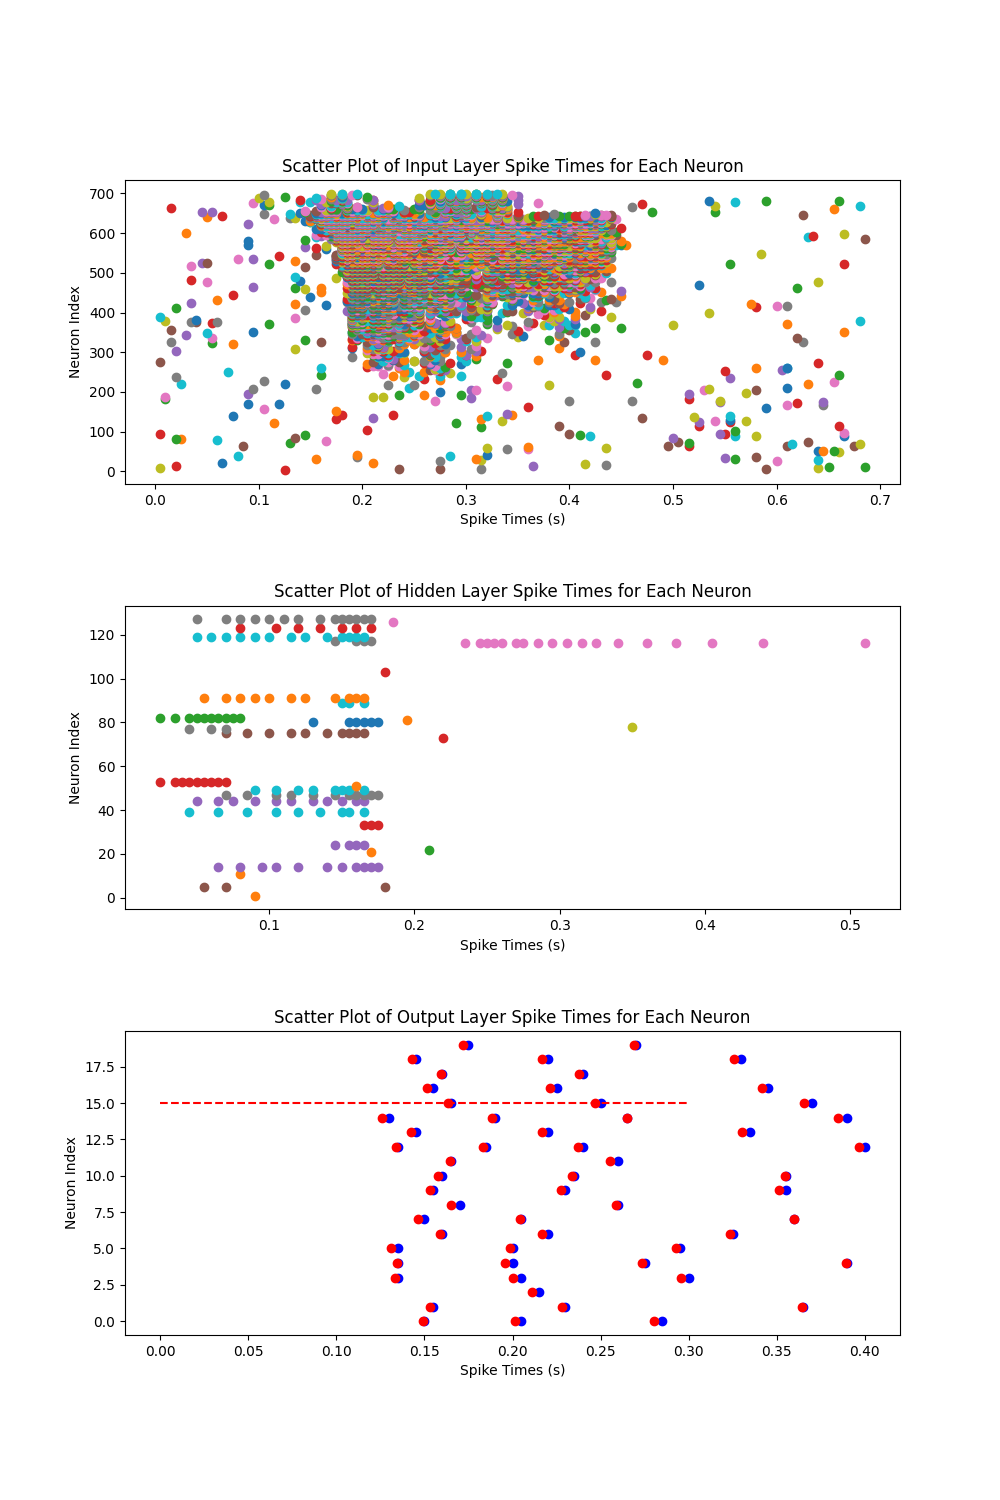 Scatter Plot of Input Layer Spike Times for Each Neuron
700
600
500
400
300
200
100
0
Neuron Index
0.0 0.1 0.2 0.3 0.4 0.5 0.6 0.7
Spike Times (s)
Scatter Plot of Hidden Layer Spike Times for Each Neuron
120
100
80
60
40
20
0
Neuron Index
0.1 0.2 0.3 0.4 0.5
Spike Times (s)
Scatter Plot of Output Layer Spike Times for Each Neuron
17.5
15.0
12.5
10.0
7.5
5.0
2.5
0.0
Neuron Index
0.00 0.05 0.10 0.15 0.20 0.25 0.30 0.35 0.40
Spike Times (s)